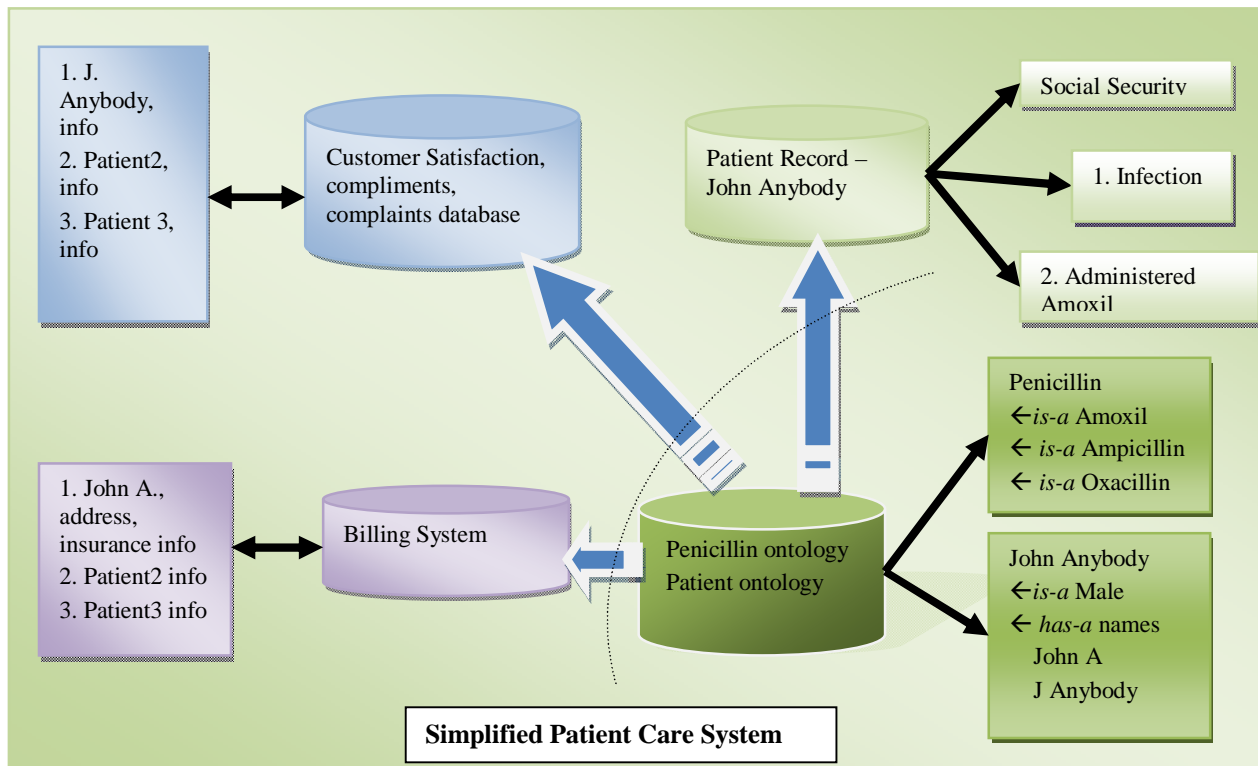 1. J.
Anybody,
info
2. Patient2,
info
3. Patient 3,
info
Customer Satisfaction,
compliments,
complaints database
Patient Record –
John Anybody
Social Security
1. Infection
2. Administered
Amoxil
Penicillin
←is-a Amoxil
← is-a Ampicillin
← is-a Oxacillin
1. John A.,
address,
insurance info
2. Patient2 info
3. Patient3 info
Billing System
Penicillin ontology
Patient ontology
John Anybody
←is-a Male
← has-a names
John A
J Anybody
Simplified Patient Care System